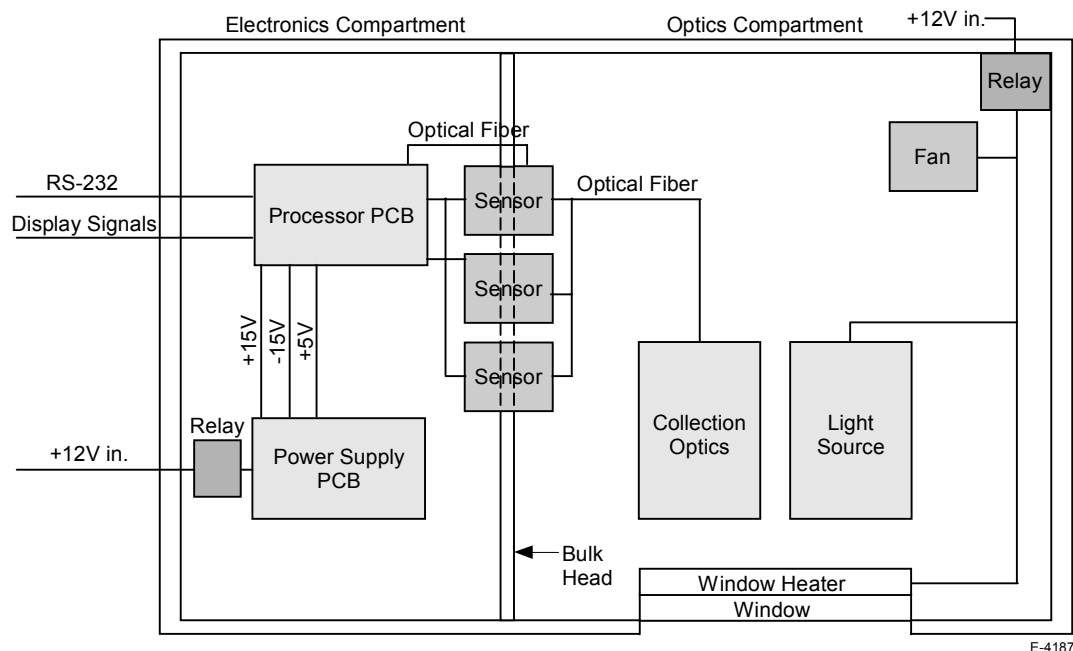 Electronics Compartment
Optics Compartment
+12V in.
Relay
Optical Fiber
Fan
RS-232
Processor PCB
Sensor
Optical Fiber
Display Signals
Sensor
+15V
-15V
+5V
Sensor
Relay
+12V in.
Power Supply
PCB
Collection
Optics
Light
Source
Bulk
Head
Window Heater
Window
E-4187